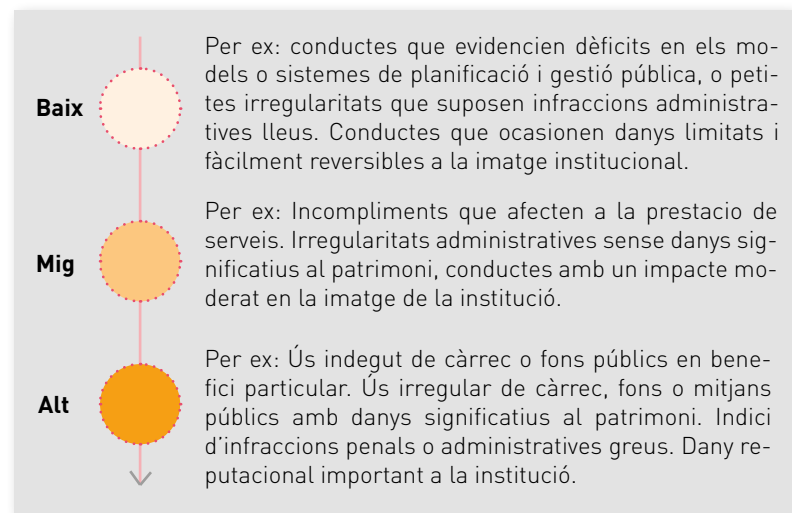 Baix
Per ex: conductes que evidencien dèficits en els mo-
dels o sistemes de planificació i gestió pública, o peti-
tes irregularitats que suposen infraccions administra-
tives lleus. Conductes que ocasionen danys limitats i
fàcilment reversibles a la imatge institucional.
Mig
Per ex: Incompliments que afecten a la prestacio de
serveis. Irregularitats administratives sense danys sig-
nificatius al patrimoni, conductes amb un impacte mo-
derat en la imatge de la institució.
Alt
Per ex: Ús indegut de càrrec o fons públics en bene-
fici particular. Ús irregular de càrrec, fons o mitjans
públics amb danys significatius al patrimoni. Indici
d’infraccions penals o administratives greus. Dany re-
putacional important a la institució.